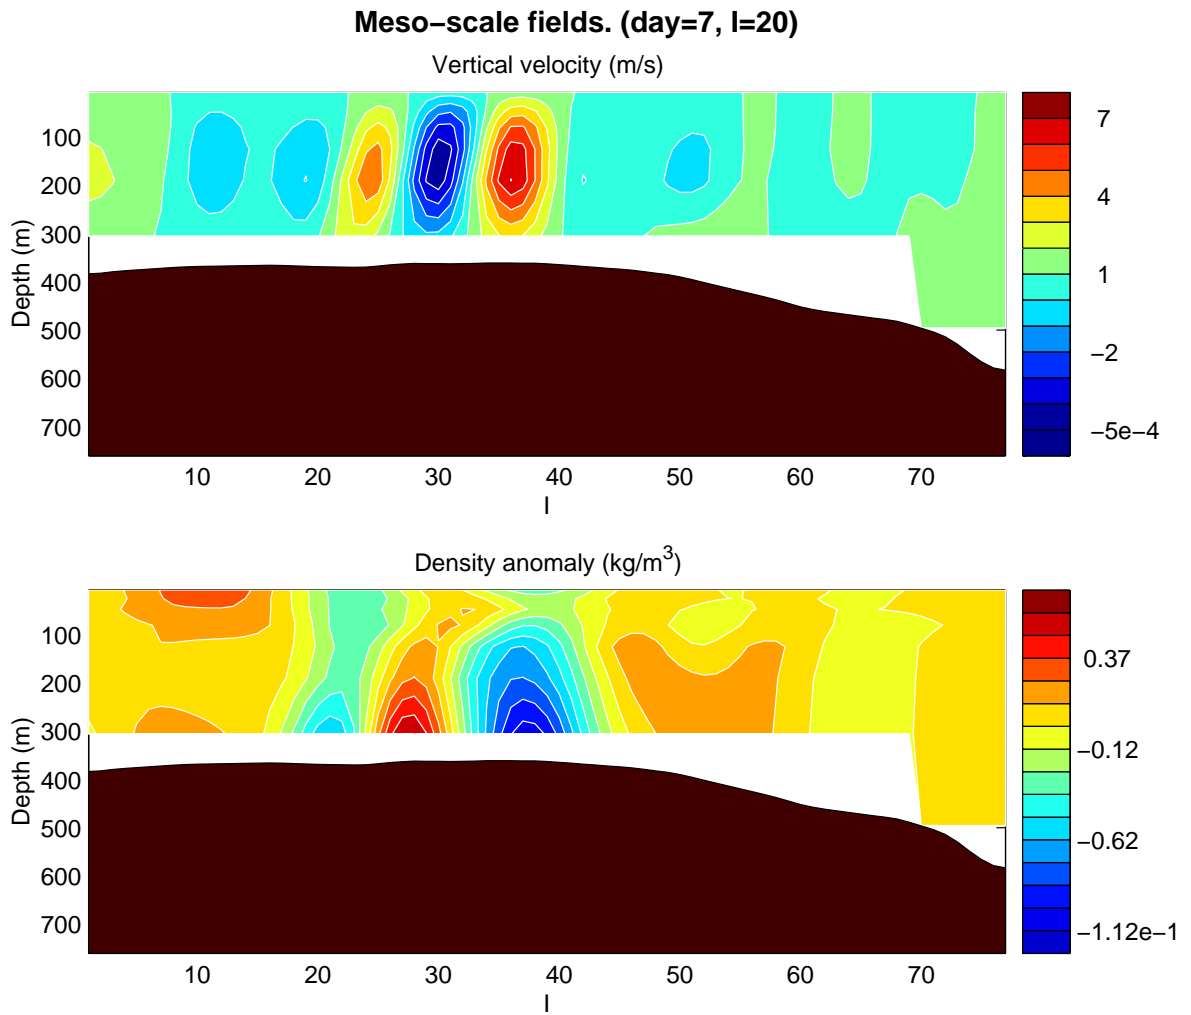 Meso−scale fields. (day=7, l=20)
Vertical velocity (m/s)
100
200
300
400
500
600
700
Depth (m)
10 20 30 40 50 60 70
l
7
4
1
−2
−5e−4
Density anomaly (kg/m3)
100
200
300
400
500
600
700
Depth (m)
10 20 30 40 50 60 70
l
0.37
−0.12
−0.62
−1.12e−1